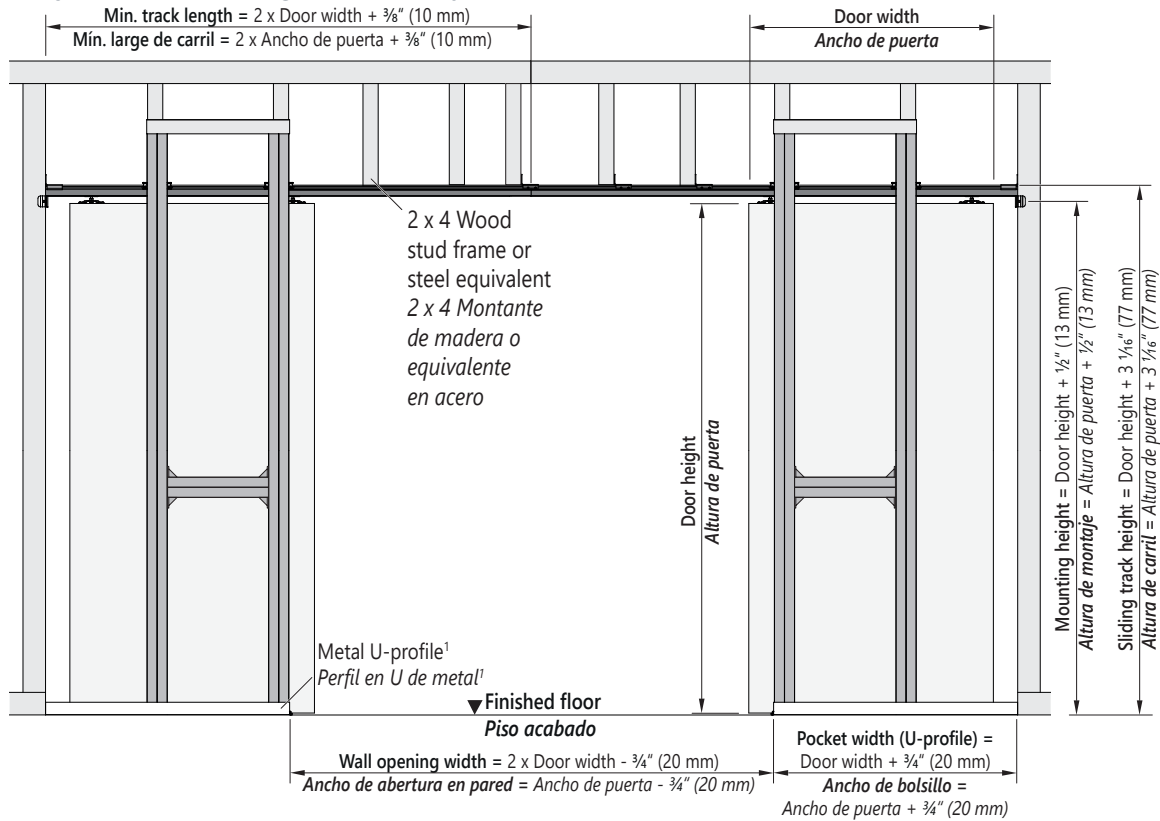 Min. track length = 2 x Door width + ⅜“ (10 mm)
Mín. large de carril = 2 x Ancho de puerta + ⅜“ (10 mm)
Door width
Ancho de puerta
2 x 4 Wood
stud frame or
steel equivalent
2 x 4 Montante
de madera o
equivalente
en acero
Door height
Altura de puerta
Mounting height = Door height + ½“ (13 mm)
Altura de montaje = Altura de puerta + ½“ (13 mm)
Sliding track height = Door height + 3 ¹⁄₁₆“ (77 mm)
Altura de carril = Altura de puerta + 3 ¹⁄₁₆“ (77 mm)
Metal U-profile¹
Perfil en U de metal¹
Finished floor
Piso acabado
Wall opening width = 2 x Door width - ¾“ (20 mm)
Ancho de abertura en pared = Ancho de puerta - ¾“ (20 mm)
Pocket width (U-profile) =
Door width + ¾“ (20 mm)
Ancho de bolsillo =
Ancho de puerta + ¾“ (20 mm)